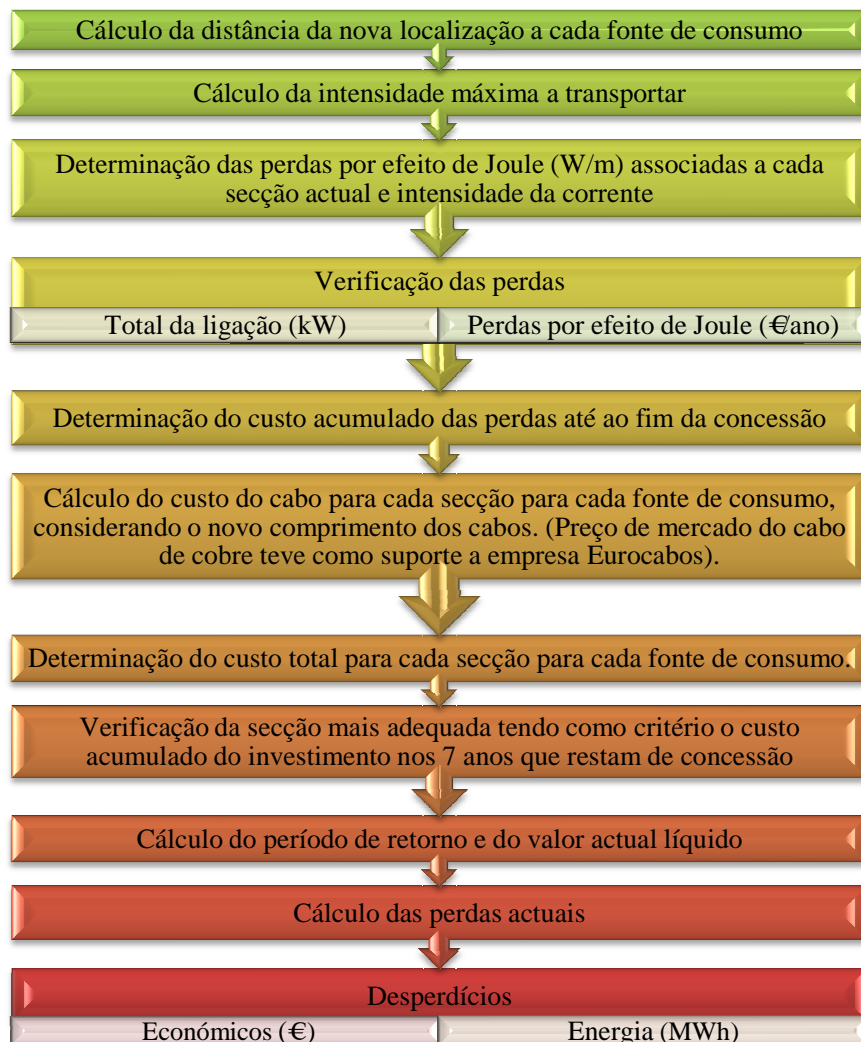 Cálculo da distância da nova localização a cada fonte de consumo
Cálculo da intensidade máxima a transportar
Determinação das perdas por efeito de Joule (W/m) associadas a cada
secção actual e intensidade da corrente
Verificação das perdas
Total da ligação (kW)
Perdas por efeito de Joule (€/ano)
Determinação do custo acumulado das perdas até ao fim da concessão
Cálculo do custo do cabo para cada secção para cada fonte de consumo,
considerando o novo comprimento dos cabos. (Preço de mercado do cabo
de cobre teve como suporte a empresa Eurocabos).
Determinação do custo total para cada secção para cada fonte de consumo.
Verificação da secção mais adequada tendo como critério o custo
acumulado do investimento nos 7 anos que restam de concessão
Cálculo do período de retorno e do valor actual líquido
Cálculo das perdas actuais
Desperdícios
Económicos (€)
Energia (MWh)